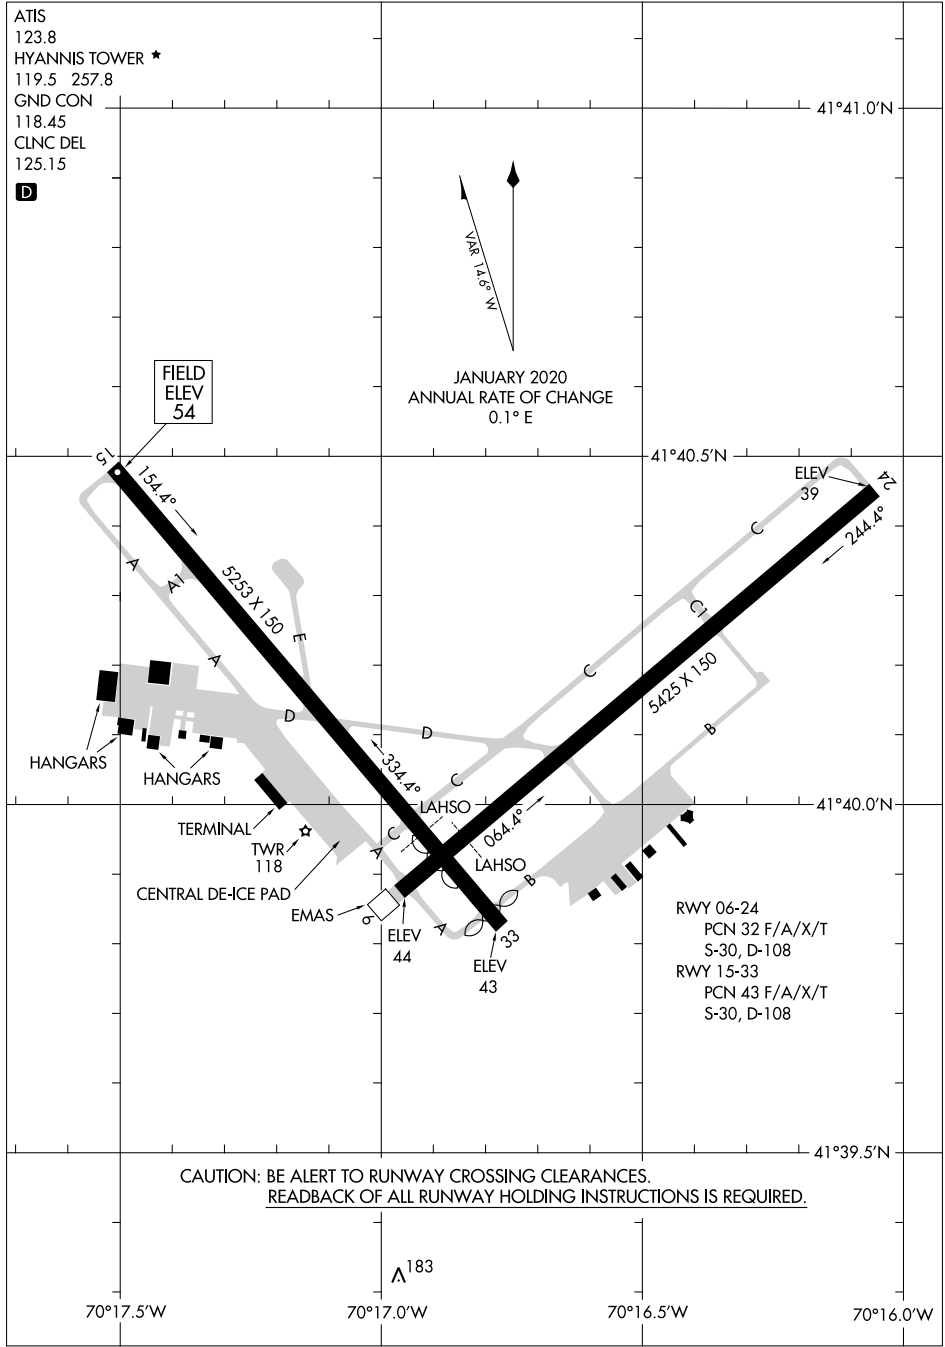 ATIS
123.8
HYANNIS TOWER ★
119.5 257.8
GND CON
118.45
CLNC DEL
125.15
D
41°41.0'N
VAR 14.6° W
JANUARY 2020
ANNUAL RATE OF CHANGE
0.1° E
FIELD
ELEV
54
15
154.4°
41°40.5'N
ELEV
39
24
244.4°
C
A
A1
5253 X 150
E
C1
A
C
5425 X 150
D
D
B
HANGARS
HANGARS
334.4°
C
LAHSO
41°40.0'N
064.4°
TERMINAL
C
TWR
118
A
LAHSO
CENTRAL DE-ICE PAD
B
EMAS
6
ELEV
44
A
33
ELEV
43
RWY 06-24
PCN 32 F/A/X/T
S-30, D-108
RWY 15-33
PCN 43 F/A/X/T
S-30, D-108
41°39.5'N
CAUTION: BE ALERT TO RUNWAY CROSSING CLEARANCES.
READBACK OF ALL RUNWAY HOLDING INSTRUCTIONS IS REQUIRED.
183
70°17.5'W
70°17.0'W
70°16.5'W
70°16.0'W